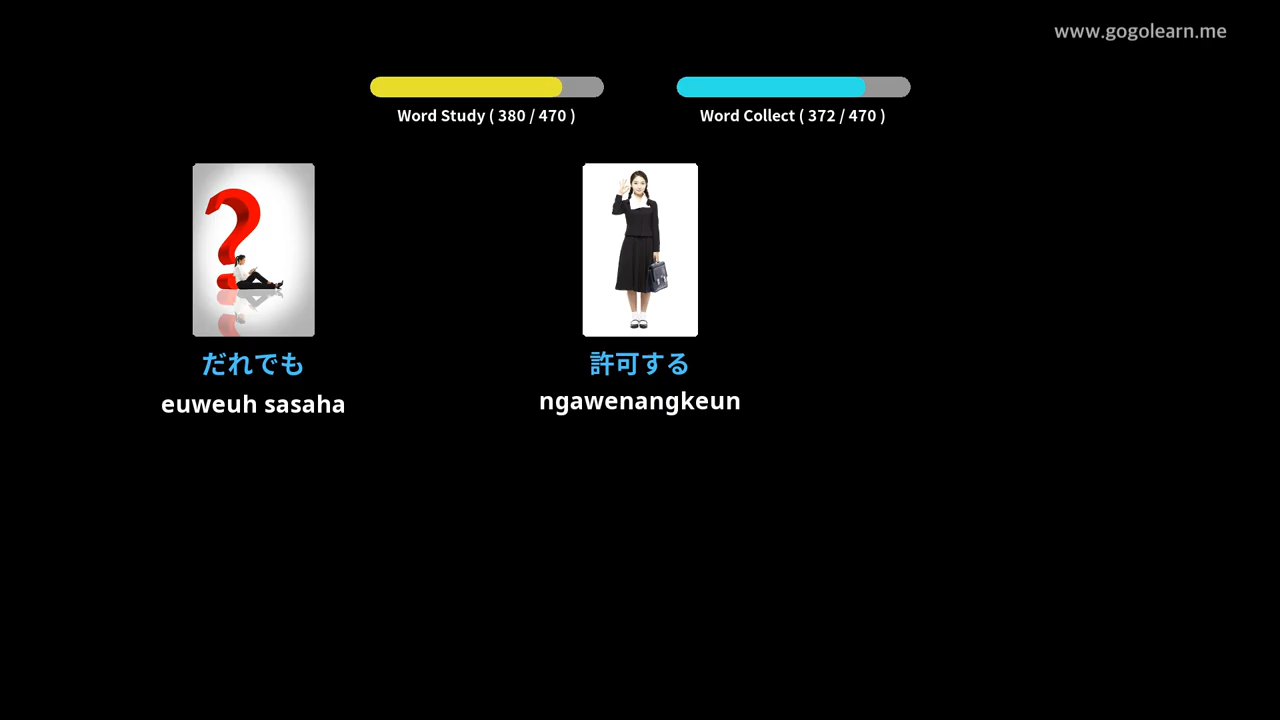 www.gogolearn.me
Word Study ( 380 / 470 )
Word Collect ( 372 / 470 )
だれでも
許可する
euweuh sasaha
ngawenangkeun